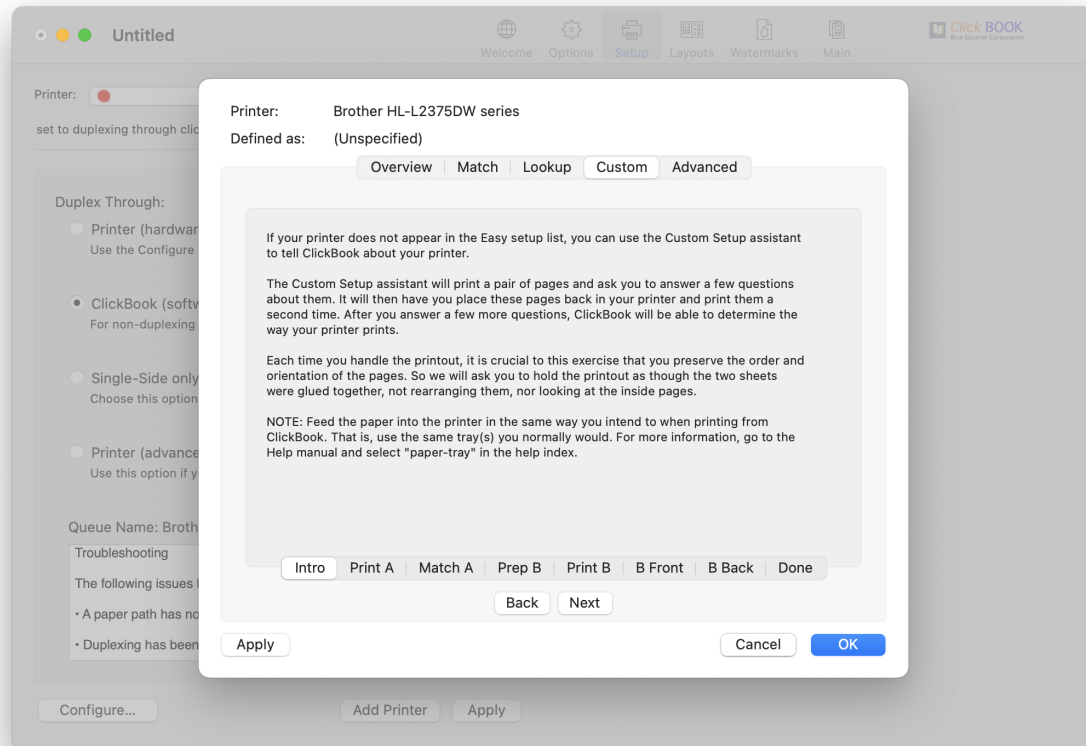 Untitled
Welcome Options Setup Layouts Watermarks Main
Click BOOK
Blue Squirrel Corporation
Printer:
set to duplexing through clic
Printer: Brother HL-L2375DW series
Defined as: (Unspecified)
Overview Match Lookup Custom Advanced
Duplex Through:
Printer (hardwar
Use the Configure
ClickBook (softw
For non-duplexing
Single-Side only
Choose this option
Printer (advance
Use this option if y
Queue Name: Broth
Troubleshooting
The following issues
• A paper path has no
• Duplexing has been
If your printer does not appear in the Easy setup list, you can use the Custom Setup assistant
to tell ClickBook about your printer.
The Custom Setup assistant will print a pair of pages and ask you to answer a few questions
about them. It will then have you place these pages back in your printer and print them a
second time. After you answer a few more questions, ClickBook will be able to determine the
way your printer prints.
Each time you handle the printout, it is crucial to this exercise that you preserve the order and
orientation of the pages. So we will ask you to hold the printout as though the two sheets
were glued together, not rearranging them, nor looking at the inside pages.
NOTE: Feed the paper into the printer in the same way you intend to when printing from
ClickBook. That is, use the same tray(s) you normally would. For more information, go to the
Help manual and select "paper-tray" in the help index.
Intro Print A Match A Prep B Print B B Front B Back Done
Back Next
Apply Cancel OK
Configure... Add Printer Apply